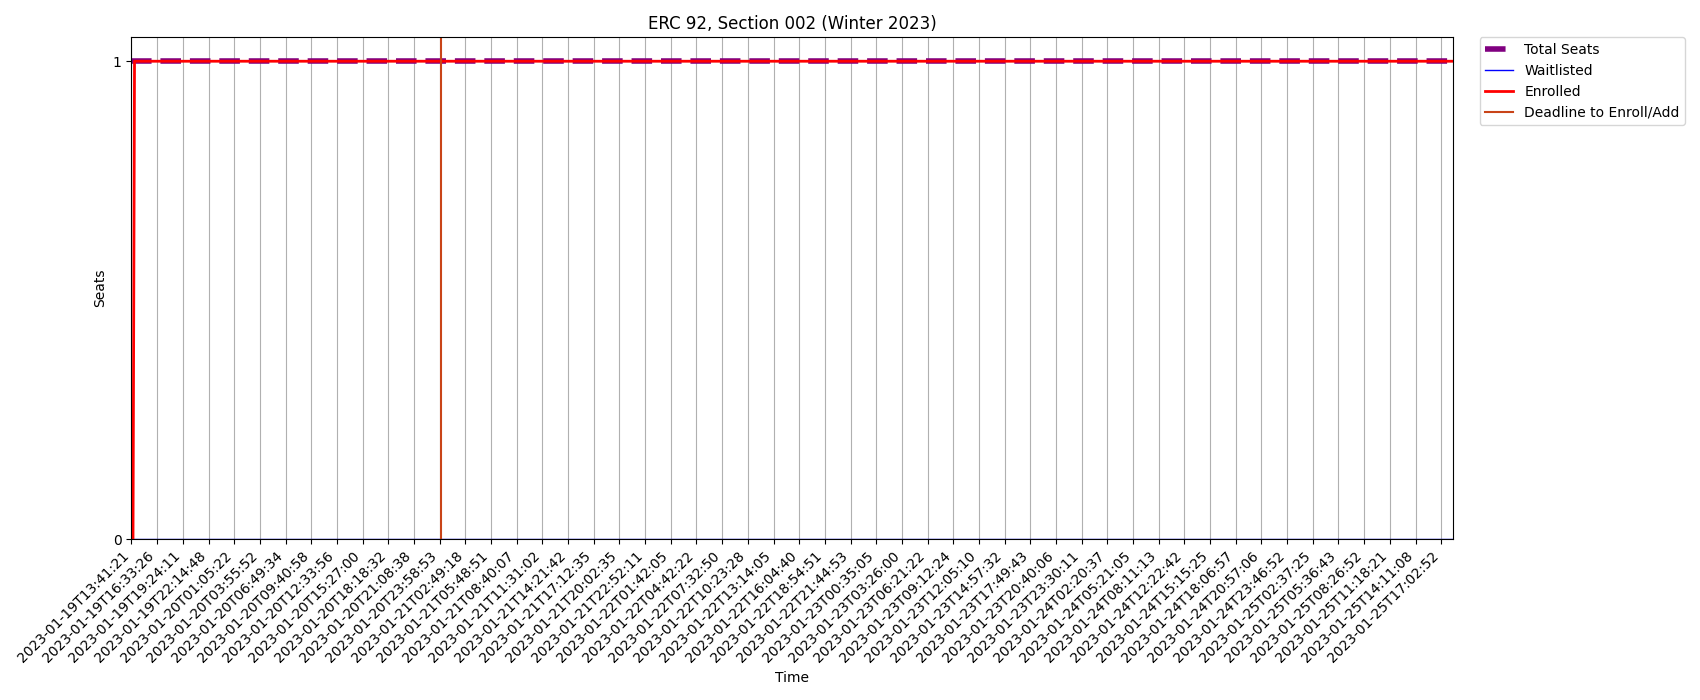 ERC 92, Section 002 (Winter 2023)
Total Seats
Waitlisted
Enrolled
Deadline to Enroll/Add
Seats
1
0
2023-01-19T13:41:21
2023-01-19T16:33:26
2023-01-19T19:24:11
2023-01-19T22:14:48
2023-01-20T01:05:22
2023-01-20T03:55:52
2023-01-20T06:49:34
2023-01-20T09:40:58
2023-01-20T12:33:56
2023-01-20T15:27:00
2023-01-20T18:18:32
2023-01-20T21:08:38
2023-01-20T23:58:53
2023-01-21T02:49:18
2023-01-21T05:48:51
2023-01-21T08:40:07
2023-01-21T11:31:02
2023-01-21T14:21:42
2023-01-21T17:12:35
2023-01-21T20:02:35
2023-01-21T22:52:11
2023-01-22T01:42:05
2023-01-22T04:42:22
2023-01-22T07:32:50
2023-01-22T10:23:28
2023-01-22T13:14:05
2023-01-22T16:04:40
2023-01-22T18:54:51
2023-01-22T21:44:53
2023-01-23T00:35:05
2023-01-23T03:26:00
2023-01-23T06:21:22
2023-01-23T09:12:24
2023-01-23T12:05:10
2023-01-23T14:57:32
2023-01-23T17:49:43
2023-01-23T20:40:06
2023-01-23T23:30:11
2023-01-24T02:20:37
2023-01-24T05:21:05
2023-01-24T08:11:13
2023-01-24T12:22:42
2023-01-24T15:15:25
2023-01-24T18:06:57
2023-01-24T20:57:06
2023-01-24T23:46:52
2023-01-25T02:37:25
2023-01-25T05:36:43
2023-01-25T08:26:52
2023-01-25T11:18:21
2023-01-25T14:11:08
2023-01-25T17:02:52
Time